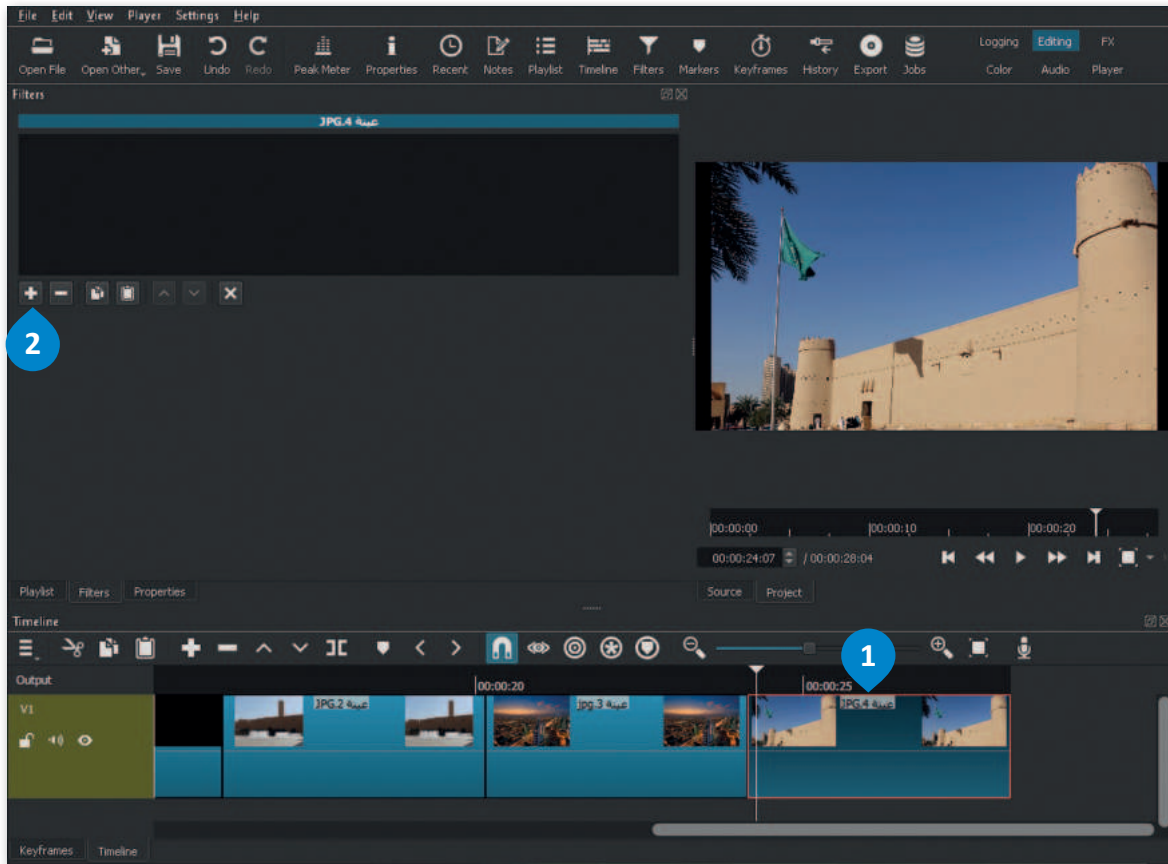 File Edit View Player Settings Help
Open File Open Other Save Undo Redo Peak Meter Properties Recent Notes Playlist Timeline Filters Markers Keyframes History Export Jobs
Logging Editing FX
Color Audio Player
Filters
عينة 4.JPG
2
|00:00:00 |00:00:10 |00:00:20
00:00:24:07 / 00:00:28:04
Playlist Filters Properties
Source Project
Timeline
1
Output
|00:00:20 |00:00:25
V1
عينة 2.JPG
عينة 3.jpg
عينة 4.JPG
Keyframes Timeline